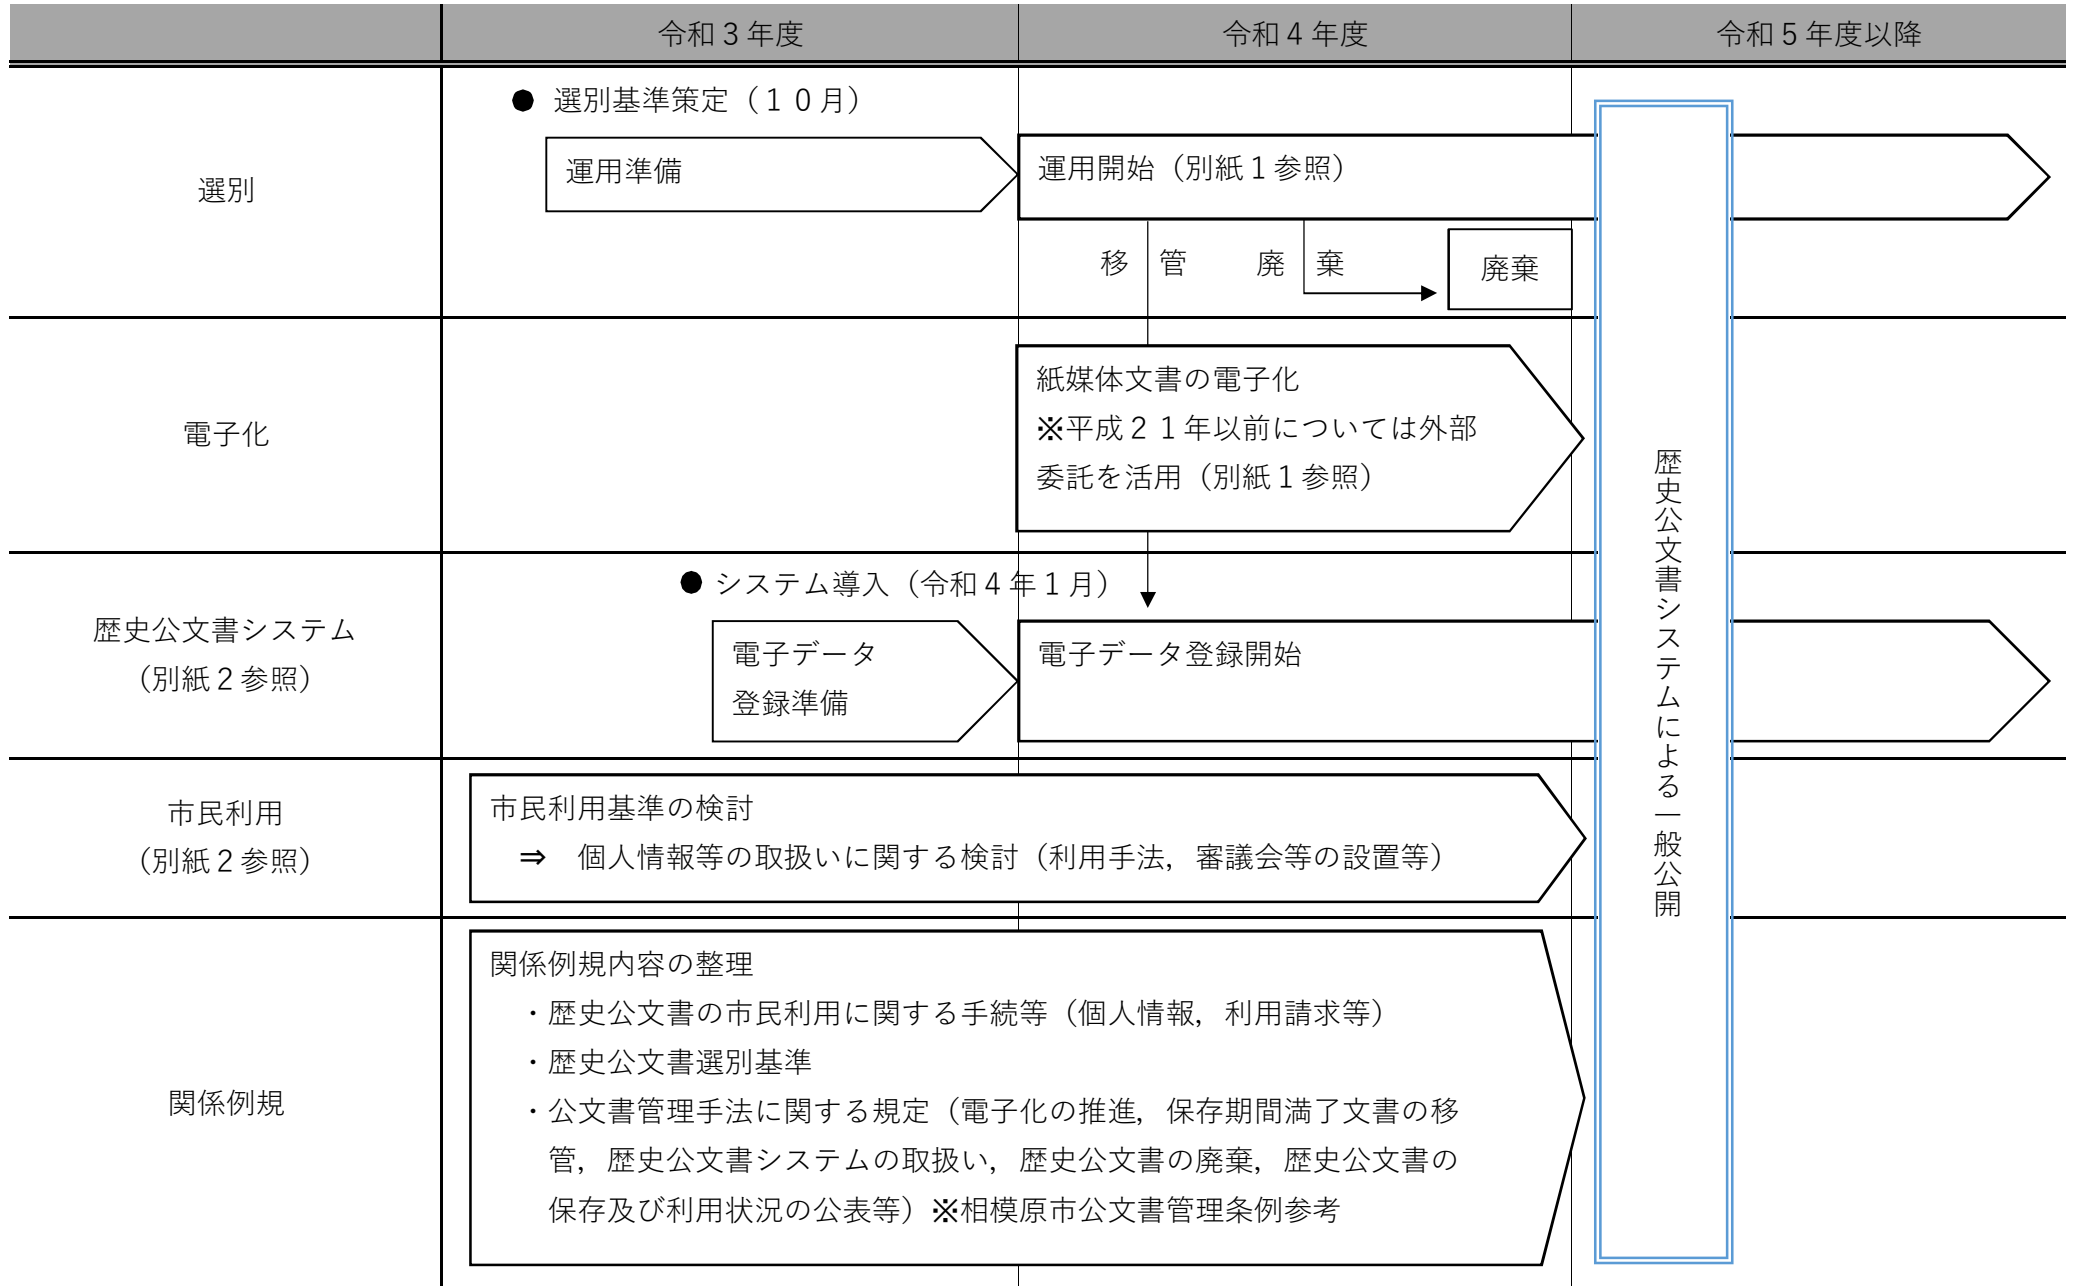 令和３年度
令和４年度
令和５年度以降
選別
● 選別基準策定（１０月）
運用準備
運用開始（別紙１参照）
移管
廃棄
廃棄
電子化
紙媒体文書の電子化
※平成２１年以前については外部
委託を活用（別紙１参照）
歴史公文書システム
（別紙２参照）
● システム導入（令和４年１月）
電子データ
登録準備
電子データ登録開始
市民利用
（別紙２参照）
市民利用基準の検討
⇒　個人情報等の取扱いに関する検討（利用手法，審議会等の設置等）
関係例規
関係例規内容の整理
・歴史公文書の市民利用に関する手続等（個人情報，利用請求等）
・歴史公文書選別基準
・公文書管理手法に関する規定（電子化の推進，保存期間満了文書の移
管，歴史公文書システムの取扱い，歴史公文書の廃棄，歴史公文書の
保存及び利用状況の公表等）※相模原市公文書管理条例参考
歴史公文書システムによる一般公開